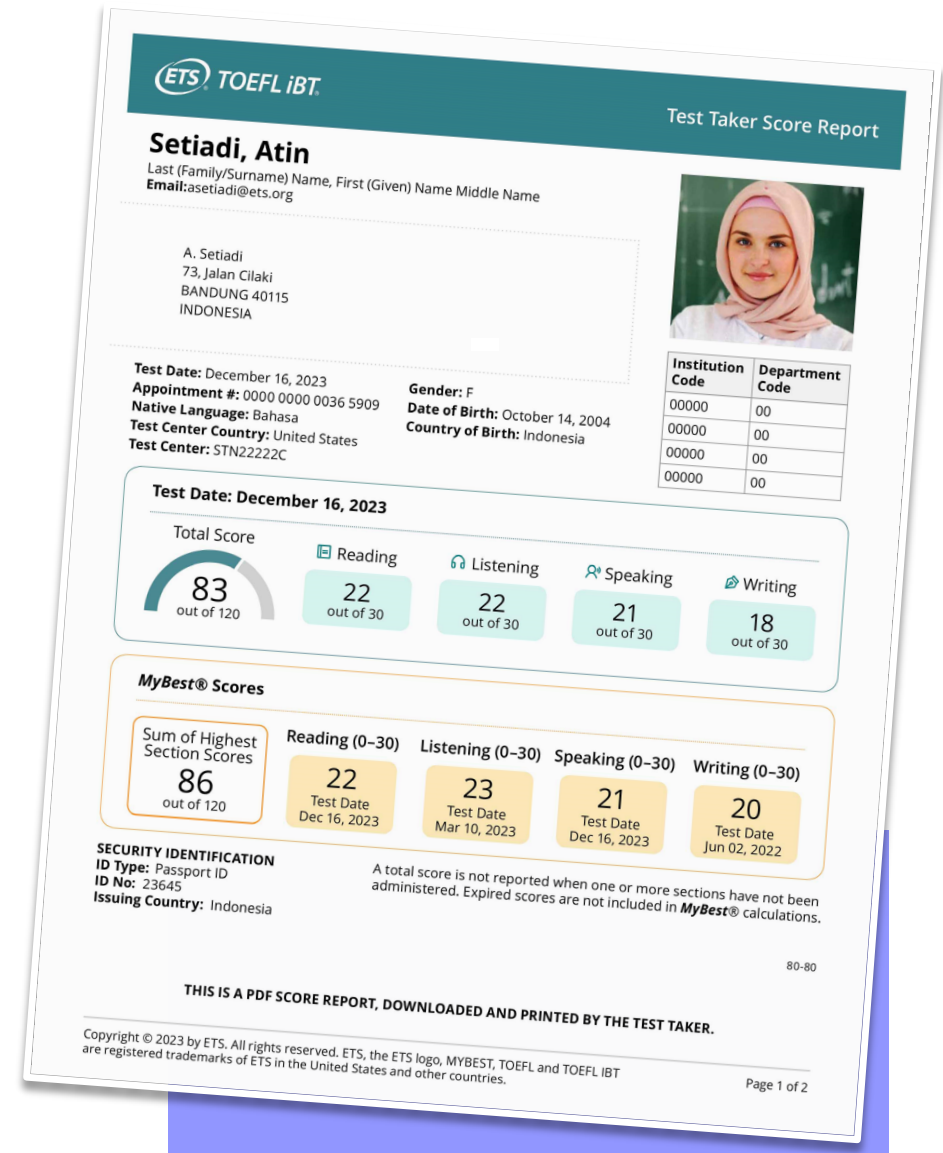 ETS TOEFL iBT
Test Taker Score Report
Setiadi, Atin
Last (Family/Surname) Name, First (Given) Name Middle Name
Email:asetiadi@ets.org
A. Setiadi
73, Jalan Cilaki
BANDUNG 40115
INDONESIA
Test Date: December 16, 2023
Appointment #: 0000 0000 0036 5909
Native Language: Bahasa
Test Center Country: United States
Test Center: STN22222C
Gender: F
Date of Birth: October 14, 2004
Country of Birth: Indonesia
Institution Code Department Code
00000 00
00000 00
00000 00
00000 00
Test Date: December 16, 2023
Total Score
83
out of 120
Reading
22
out of 30
Listening
22
out of 30
Speaking
21
out of 30
Writing
18
out of 30
MyBest® Scores
Sum of Highest
Section Scores
86
out of 120
Reading (0–30)
22
Test Date
Dec 16, 2023
Listening (0–30)
23
Test Date
Mar 10, 2023
Speaking (0–30)
21
Test Date
Dec 16, 2023
Writing (0–30)
20
Test Date
Jun 02, 2022
SECURITY IDENTIFICATION
ID Type: Passport ID
ID No: 23645
Issuing Country: Indonesia
A total score is not reported when one or more sections have not been
administered. Expired scores are not included in MyBest® calculations.
80-80
THIS IS A PDF SCORE REPORT, DOWNLOADED AND PRINTED BY THE TEST TAKER.
Copyright © 2023 by ETS. All rights reserved. ETS, the ETS logo, MYBEST, TOEFL and TOEFL IBT
are registered trademarks of ETS in the United States and other countries.
Page 1 of 2